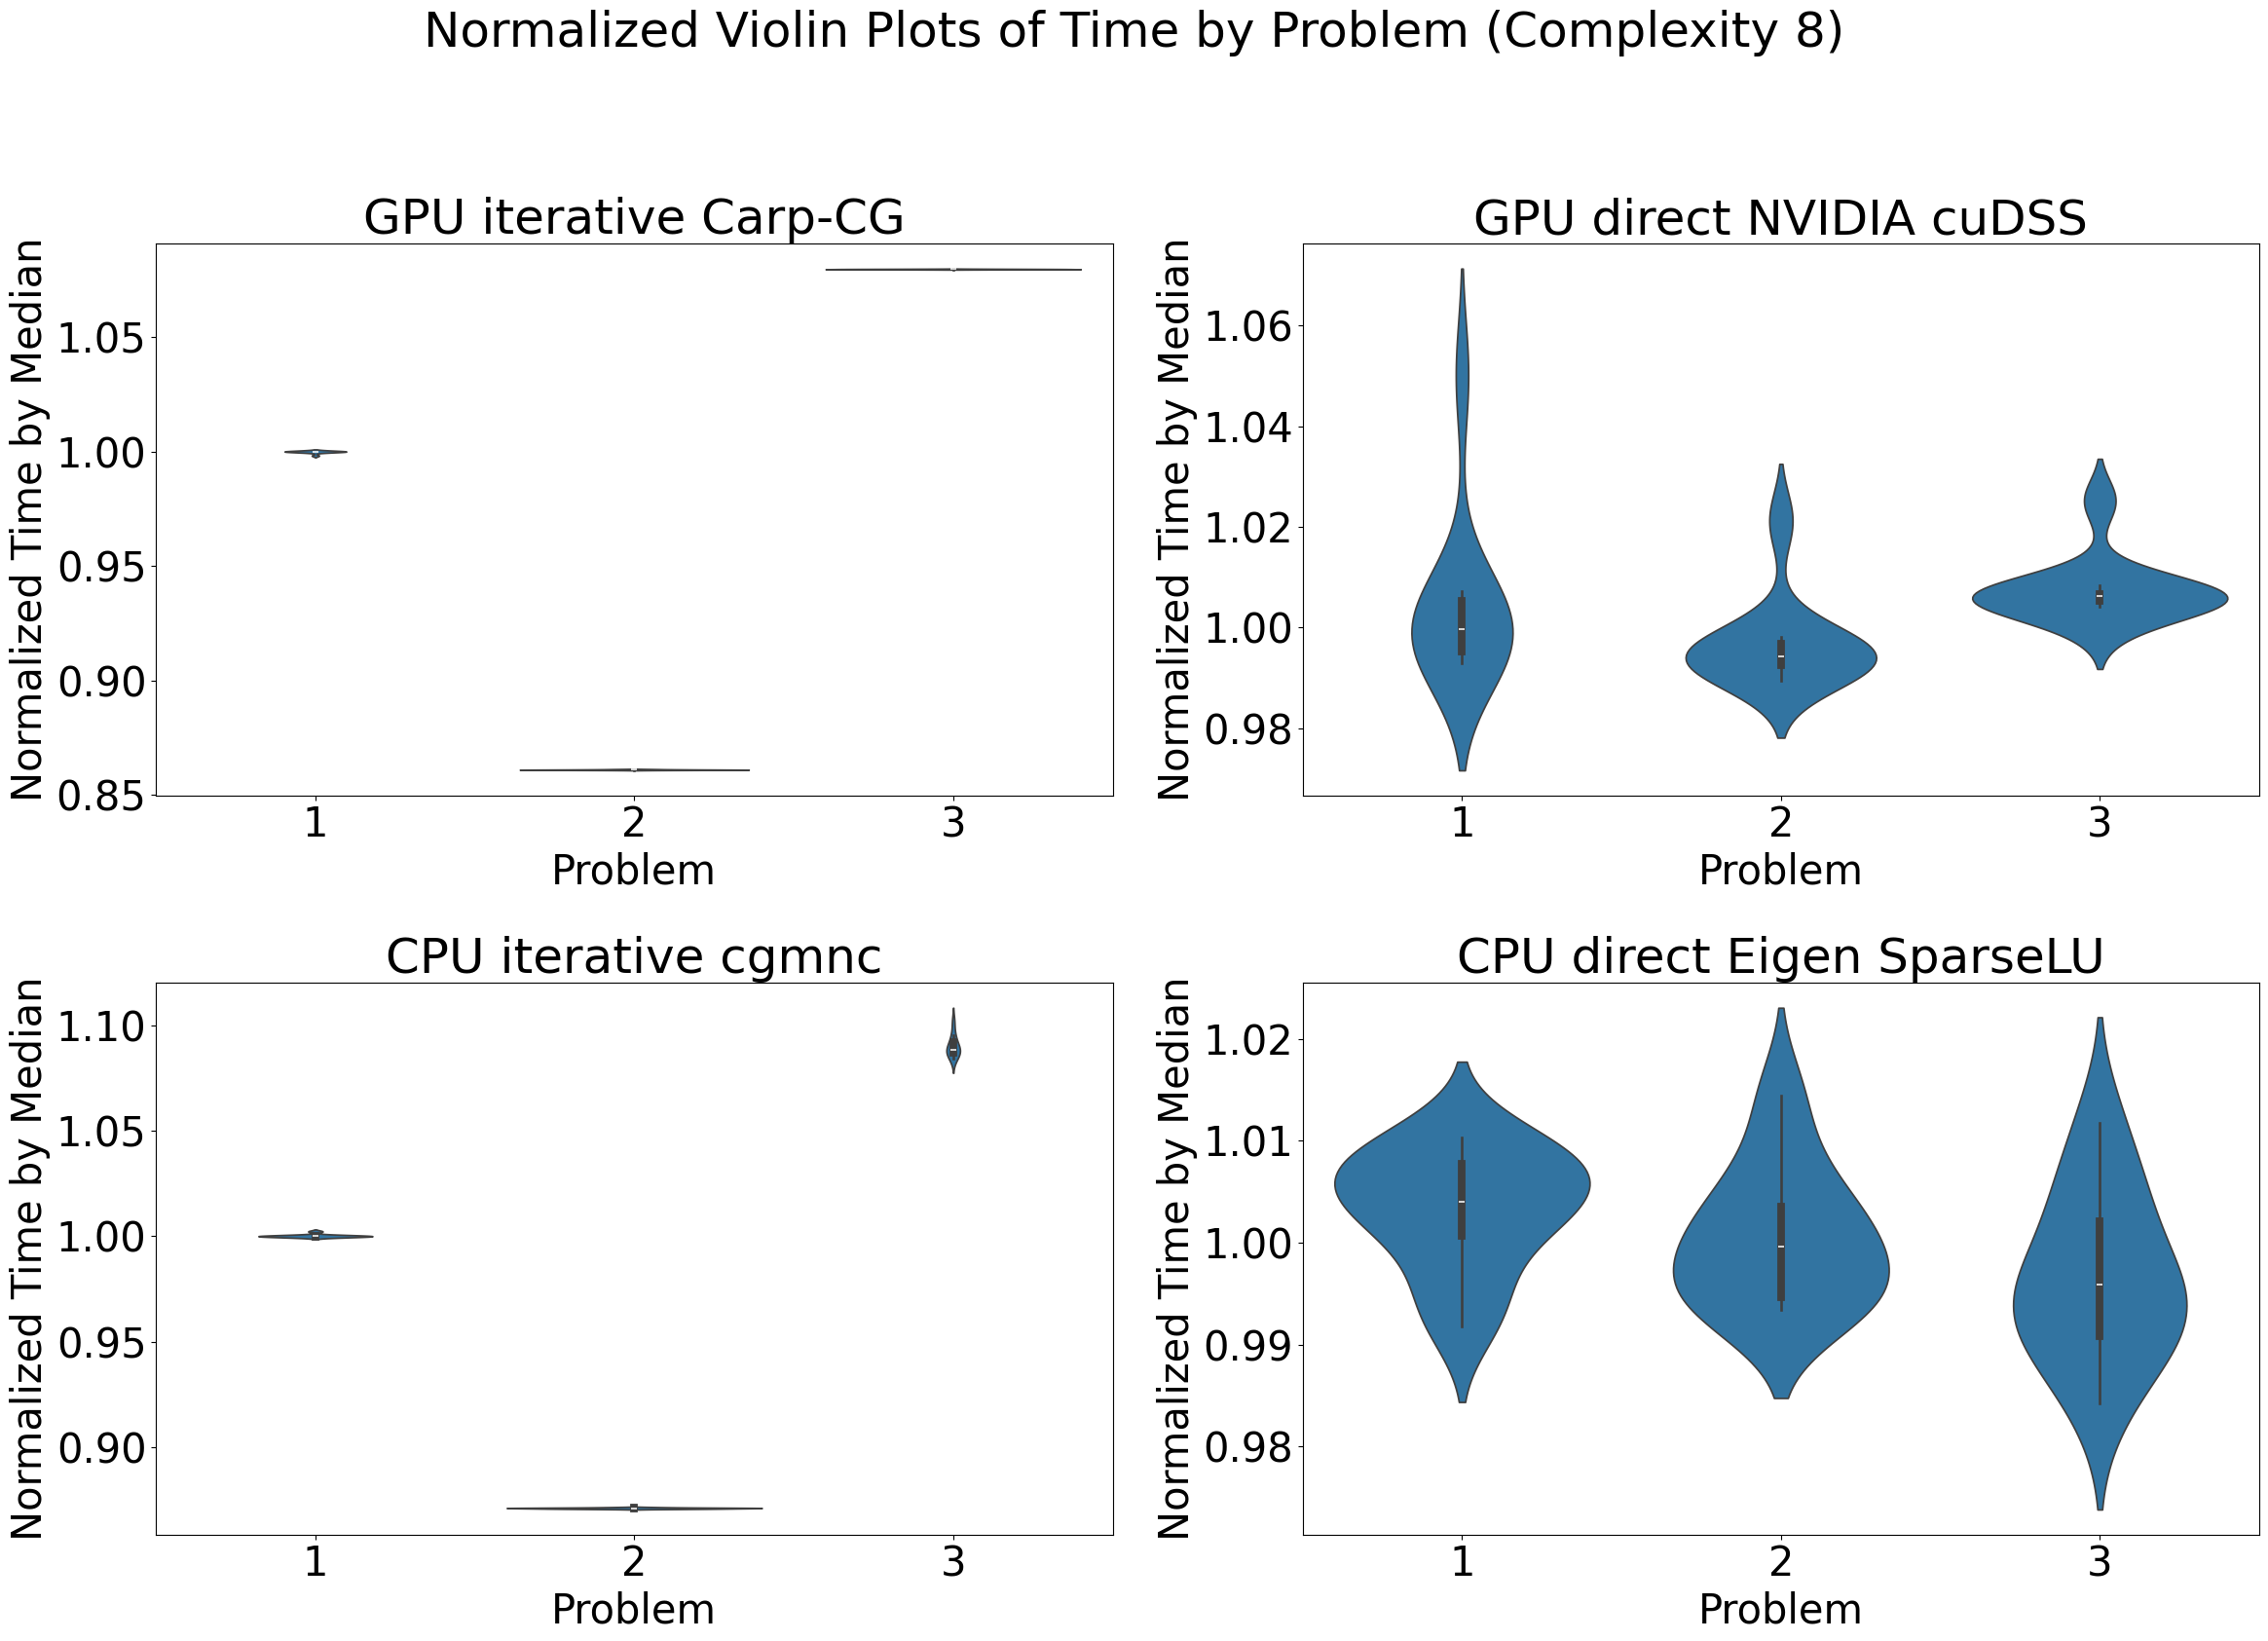 Normalized Violin Plots of Time by Problem (Complexity 8)
GPU iterative Carp-CG
Normalized Time by Median
1.05
1.00
0.95
0.90
0.85
1 2 3
Problem
GPU direct NVIDIA cuDSS
Normalized Time by Median
1.06
1.04
1.02
1.00
0.98
1 2 3
Problem
CPU iterative cgmnc
Normalized Time by Median
1.10
1.05
1.00
0.95
0.90
1 2 3
Problem
CPU direct Eigen SparseLU
Normalized Time by Median
1.02
1.01
1.00
0.99
0.98
1 2 3
Problem